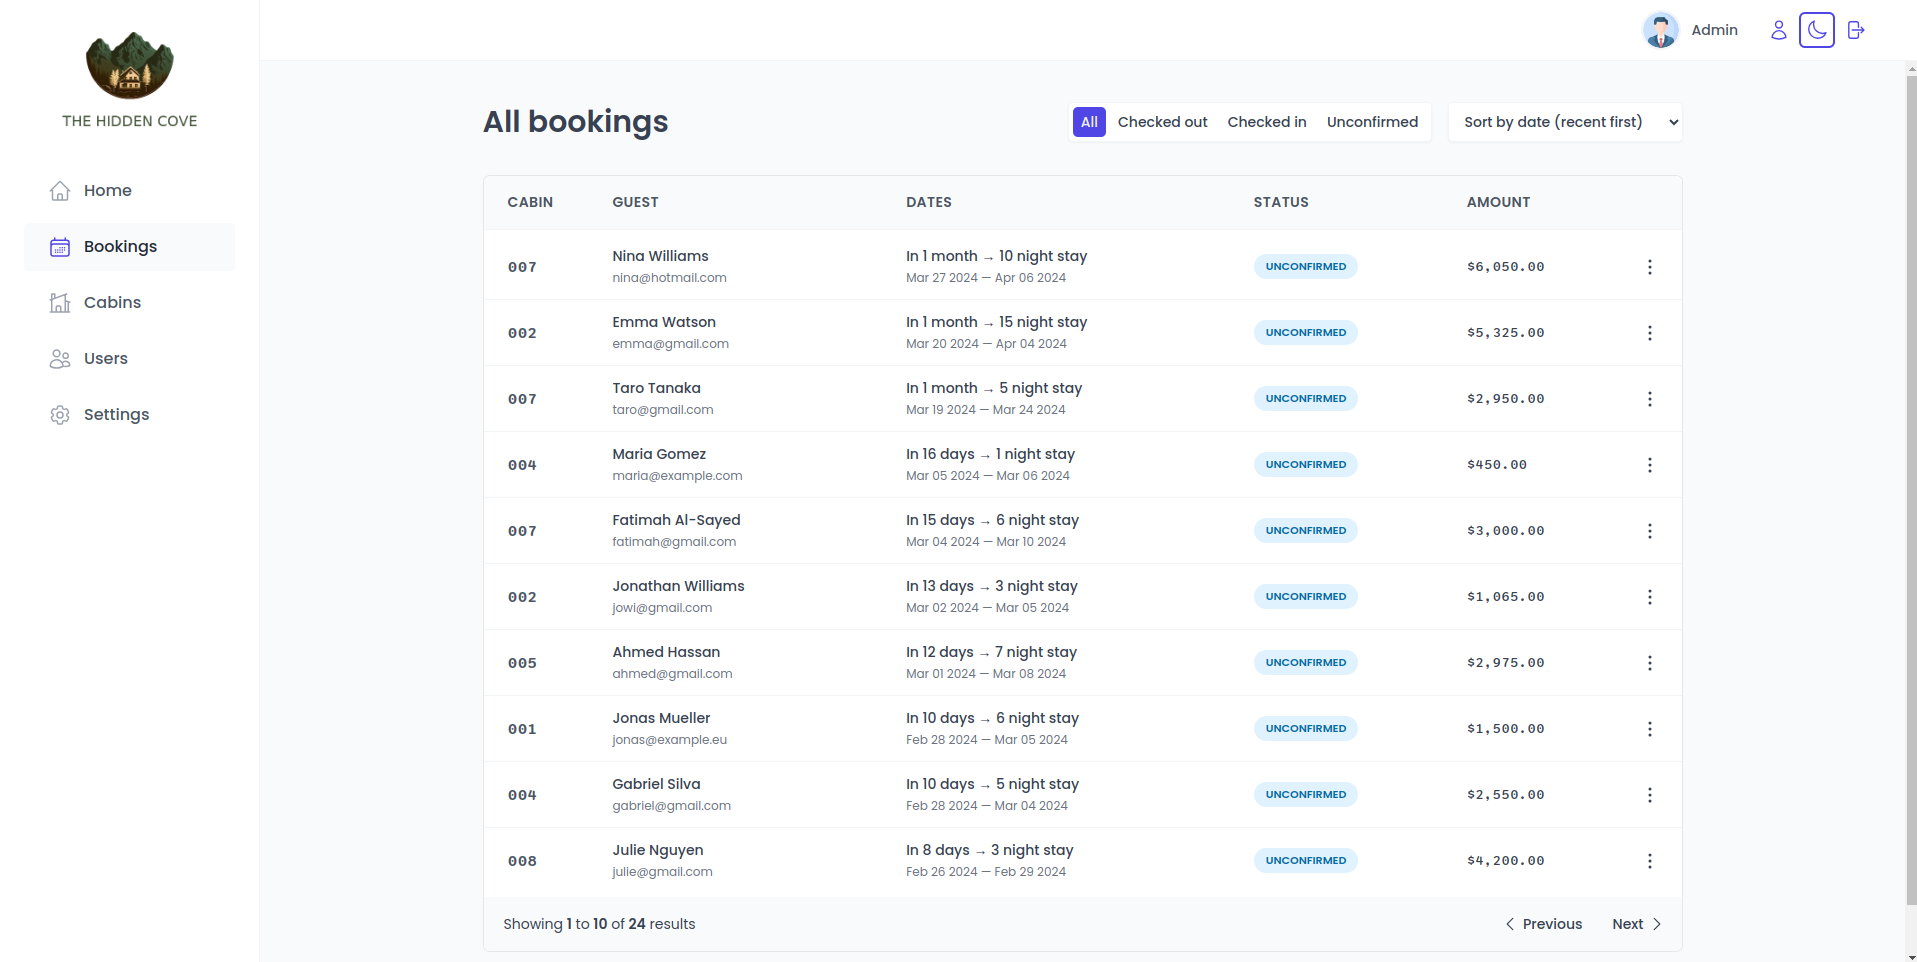 THE HIDDEN COVE
Home
Bookings
Cabins
Users
Settings
Admin
All bookings
All Checked out Checked in Unconfirmed Sort by date (recent first)
CABIN GUEST DATES STATUS AMOUNT
007 Nina Williams In 1 month → 10 night stay UNCONFIRMED $6,050.00
nina@hotmail.com Mar 27 2024 — Apr 06 2024
002 Emma Watson In 1 month → 15 night stay UNCONFIRMED $5,325.00
emma@gmail.com Mar 20 2024 — Apr 04 2024
007 Taro Tanaka In 1 month → 5 night stay UNCONFIRMED $2,950.00
taro@gmail.com Mar 19 2024 — Mar 24 2024
004 Maria Gomez In 16 days → 1 night stay UNCONFIRMED $450.00
maria@example.com Mar 05 2024 — Mar 06 2024
007 Fatimah Al-Sayed In 15 days → 6 night stay UNCONFIRMED $3,000.00
fatimah@gmail.com Mar 04 2024 — Mar 10 2024
002 Jonathan Williams In 13 days → 3 night stay UNCONFIRMED $1,065.00
jowi@gmail.com Mar 02 2024 — Mar 05 2024
005 Ahmed Hassan In 12 days → 7 night stay UNCONFIRMED $2,975.00
ahmed@gmail.com Mar 01 2024 — Mar 08 2024
001 Jonas Mueller In 10 days → 6 night stay UNCONFIRMED $1,500.00
jonas@example.eu Feb 28 2024 — Mar 05 2024
004 Gabriel Silva In 10 days → 5 night stay UNCONFIRMED $2,550.00
gabriel@gmail.com Feb 28 2024 — Mar 04 2024
008 Julie Nguyen In 8 days → 3 night stay UNCONFIRMED $4,200.00
julie@gmail.com Feb 26 2024 — Feb 29 2024
Showing 1 to 10 of 24 results Previous Next